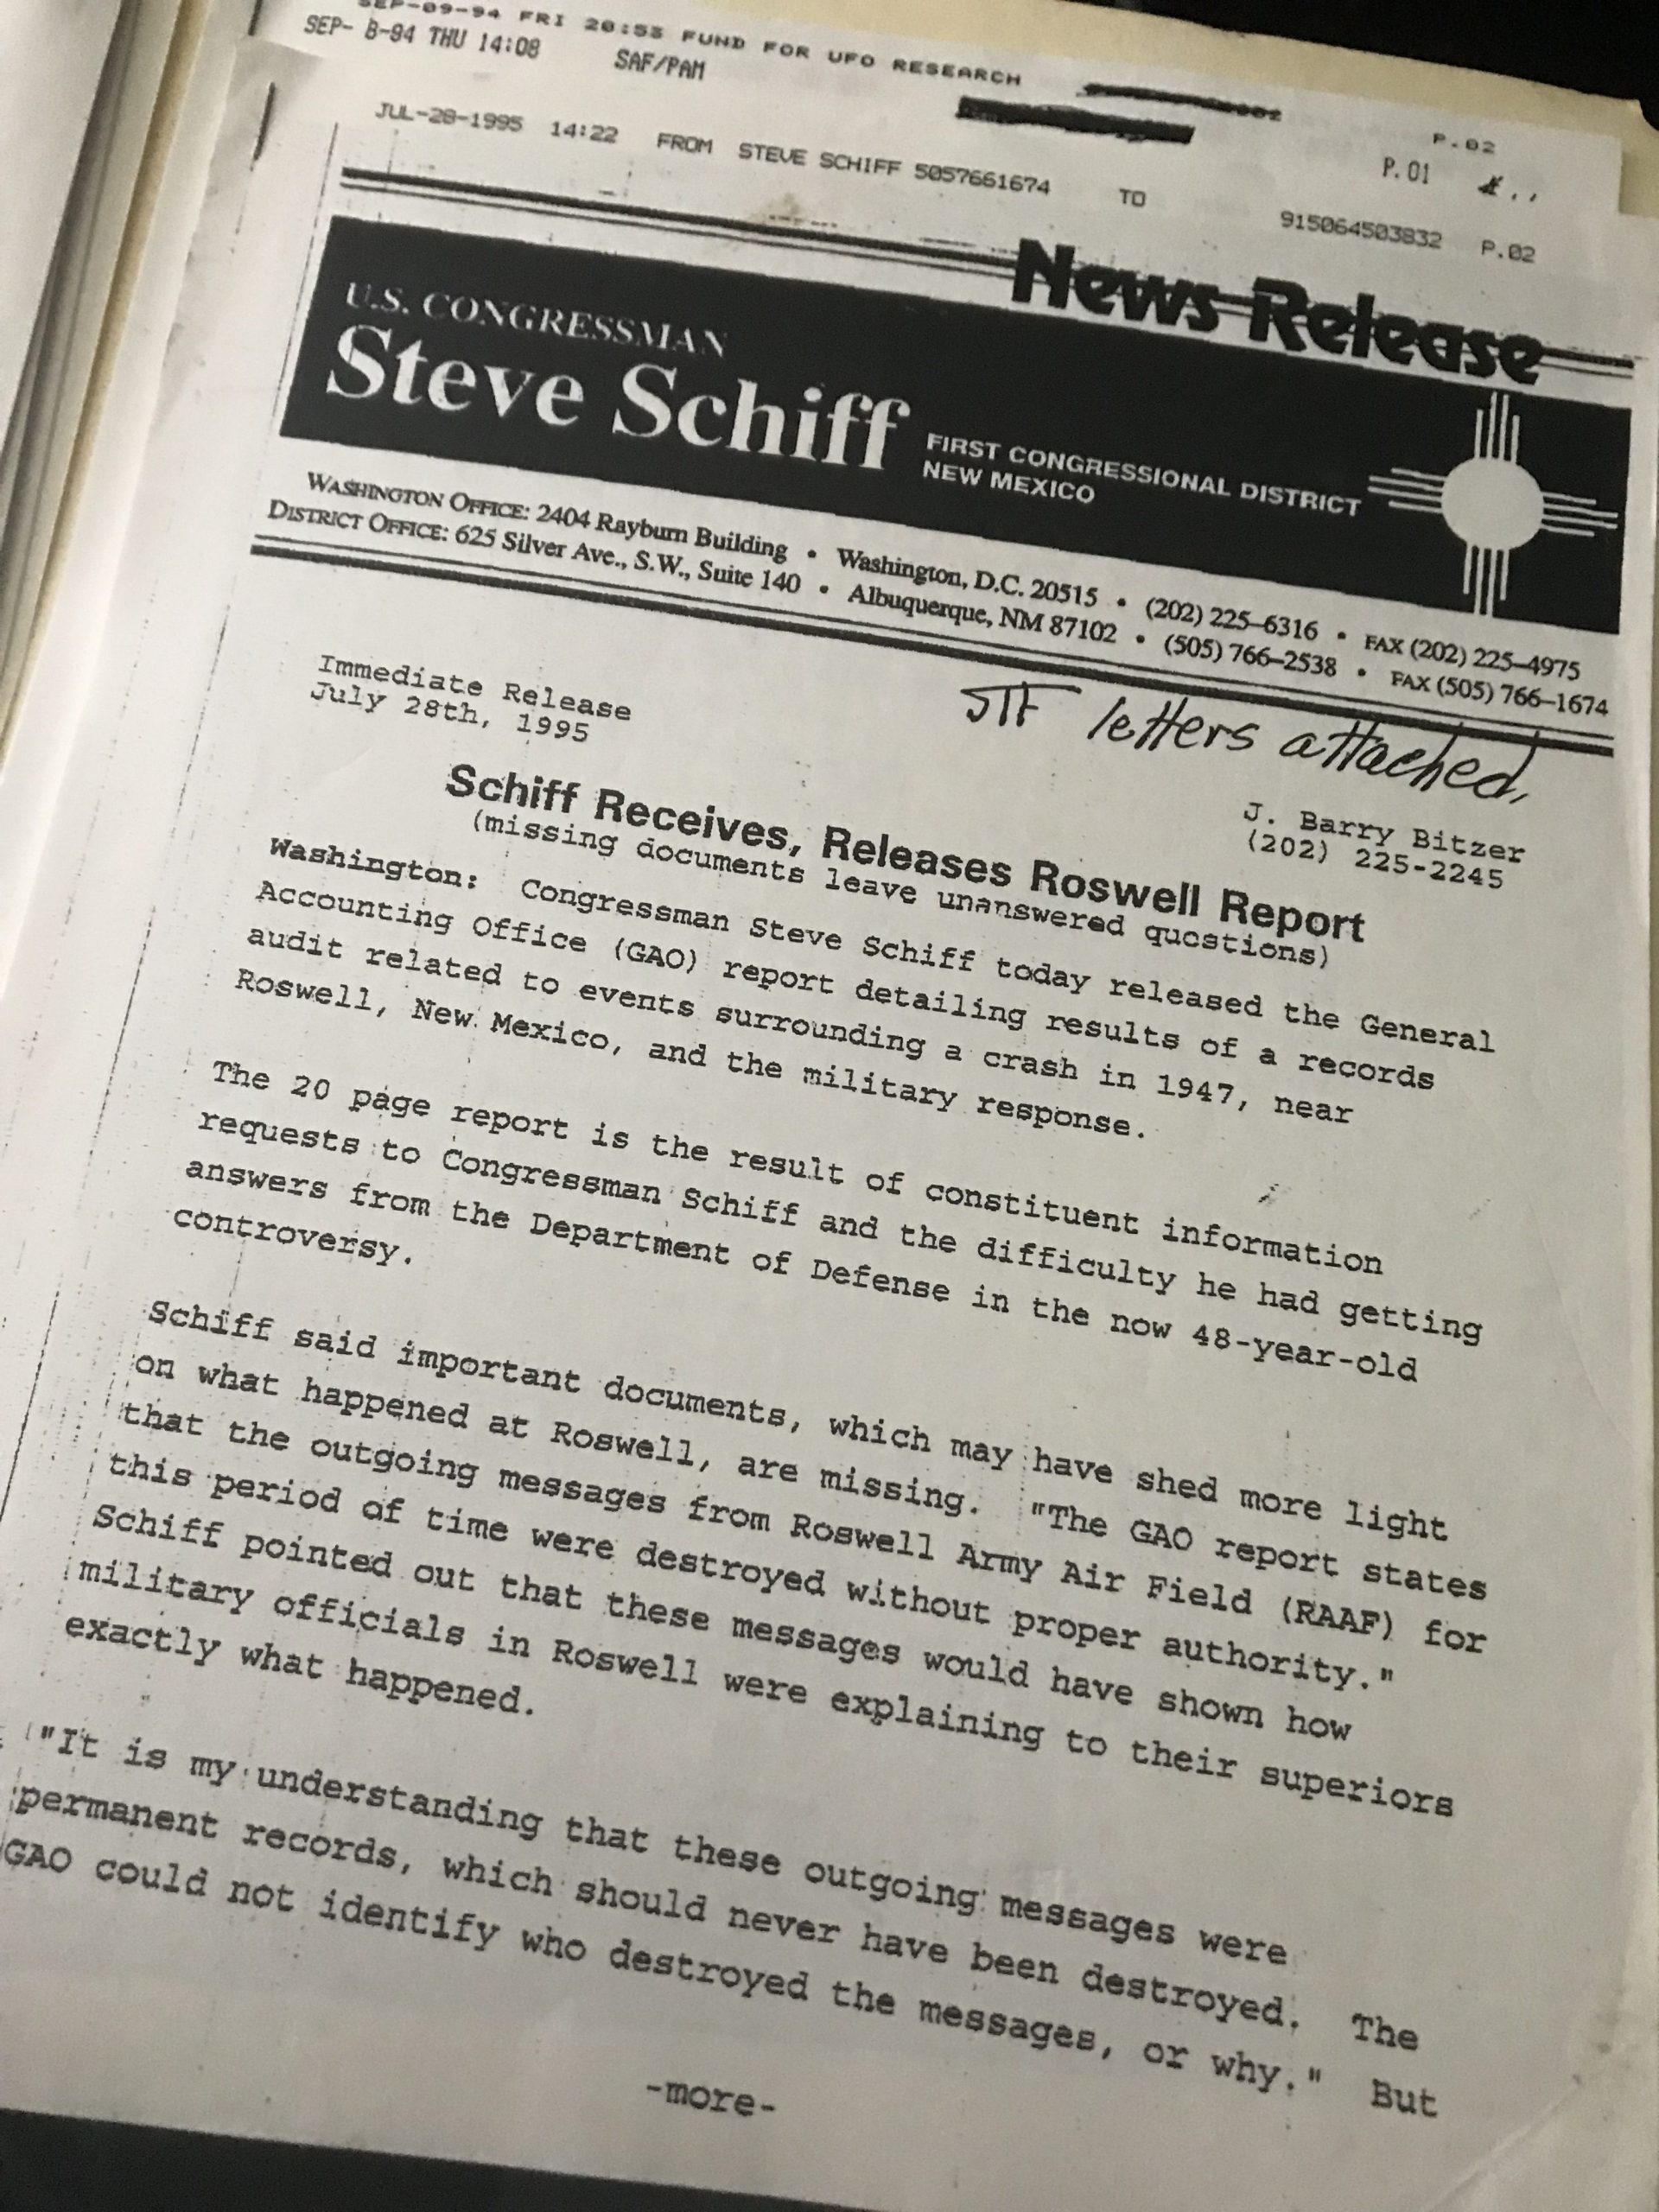 SEP-09-94 FRI 20:53 FUND FOR UFO RESEARCH P.02
SEP- 8-94 THU 14:08 SAF/PAM P.01
JUL-28-1995 14:22 FROM STEVE SCHIFF 5057661674 TO 915064503832 P.02
News Release
U.S. CONGRESSMAN
Steve Schiff
FIRST CONGRESSIONAL DISTRICT
NEW MEXICO
WASHINGTON OFFICE: 2404 Rayburn Building • Washington, D.C. 20515 • (202) 225-6316 • FAX (202) 225-4975
DISTRICT OFFICE: 625 Silver Ave., S.W., Suite 140 • Albuquerque, NM 87102 • (505) 766-2538 • FAX (505) 766-1674
letters attached.
Immediate Release
July 28th, 1995
J. Barry Bitzer
(202) 225-2245
Schiff Receives, Releases Roswell Report
(missing documents leave unanswered questions)
Washington: Congressman Steve Schiff today released the General
Accounting Office (GAO) report detailing results of a records
audit related to events surrounding a crash in 1947, near
Roswell, New Mexico, and the military response.
The 20 page report is the result of constituent information
requests to Congressman Schiff and the difficulty he had getting
answers from the Department of Defense in the now 48-year-old
controversy.
Schiff said important documents, which may have shed more light
on what happened at Roswell, are missing. "The GAO report states
that the outgoing messages from Roswell Army Air Field (RAAF) for
this period of time were destroyed without proper authority."
Schiff pointed out that these messages would have shown how
military officials in Roswell were explaining to their superiors
exactly what happened.
"It is my understanding that these outgoing messages were
permanent records, which should never have been destroyed. The
GAO could not identify who destroyed the messages, or why." But
-more-